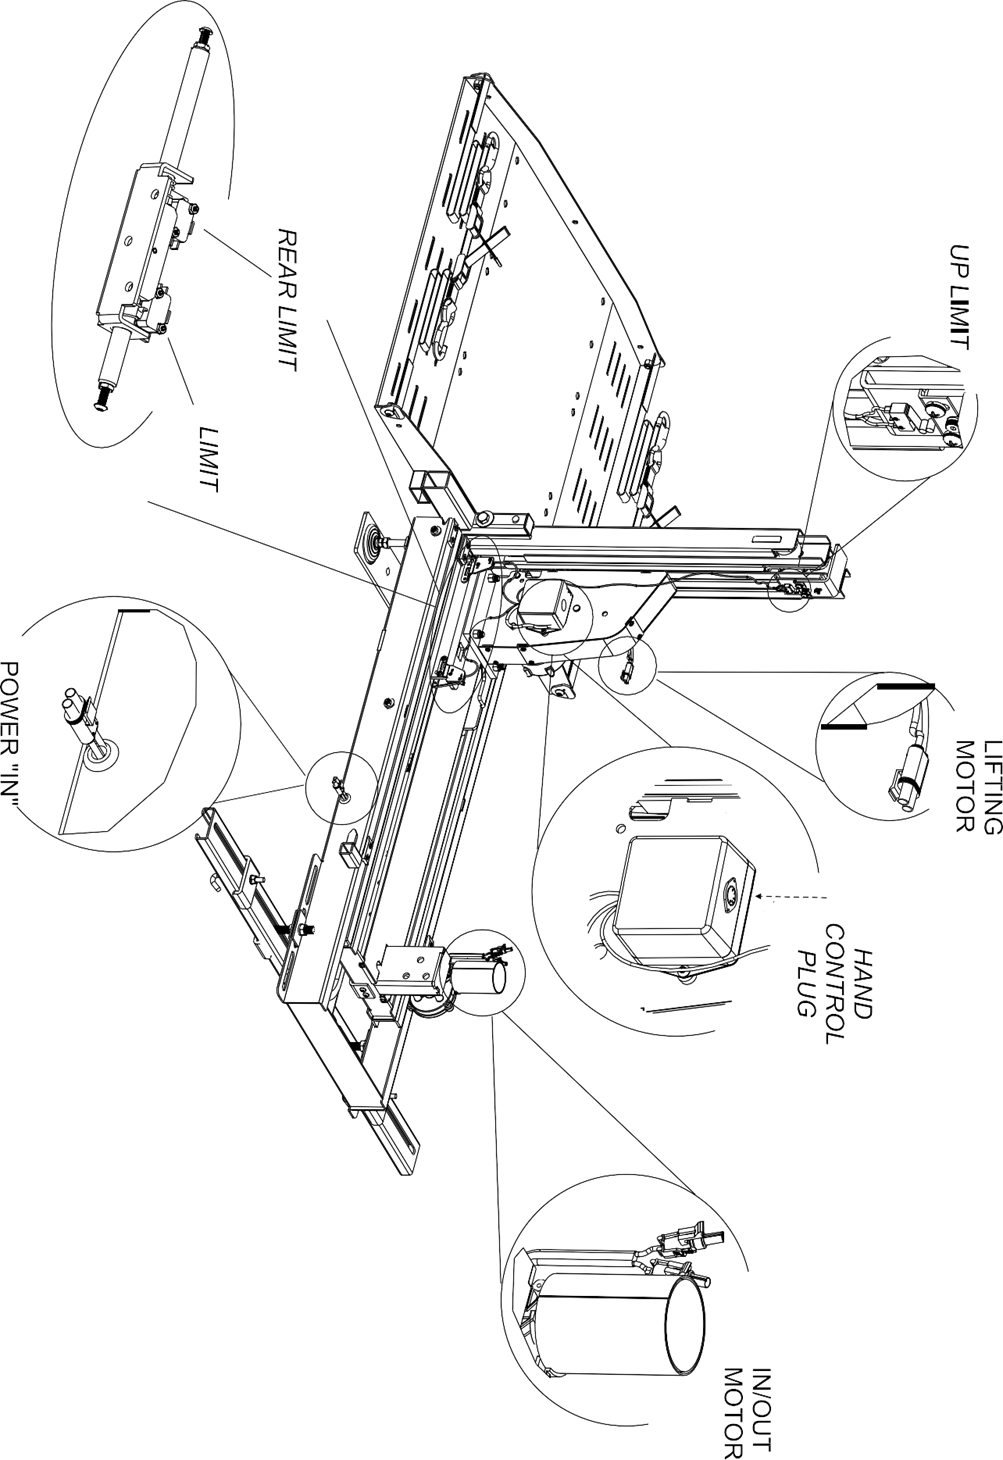 UP LIMIT
REAR LIMIT
LIMIT
LIFTING
MOTOR
POWER "IN"
HAND
CONTROL
PLUG
IN/OUT
MOTOR